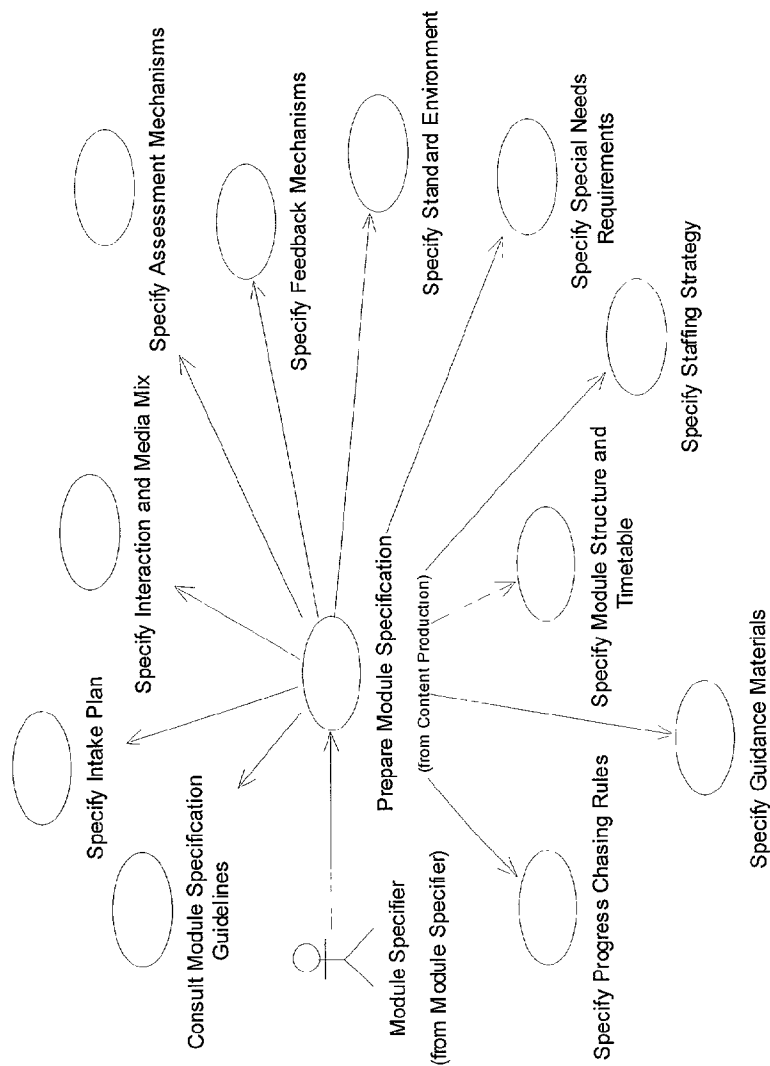 Specify Intake Plan
Specify Interaction and Media Mix
Specify Assessment Mechanisms
Consult Module Specification
Guidelines
Specify Feedback Mechanisms
Module Specifier
(from Module Specifier)
Prepare Module Specification
(from Content Production)
Specify Standard Environment
Specify Progress Chasing Rules
Specify Module Structure and
Timetable
Specify Special Needs
Requirements
Specify Staffing Strategy
Specify Guidance Materials